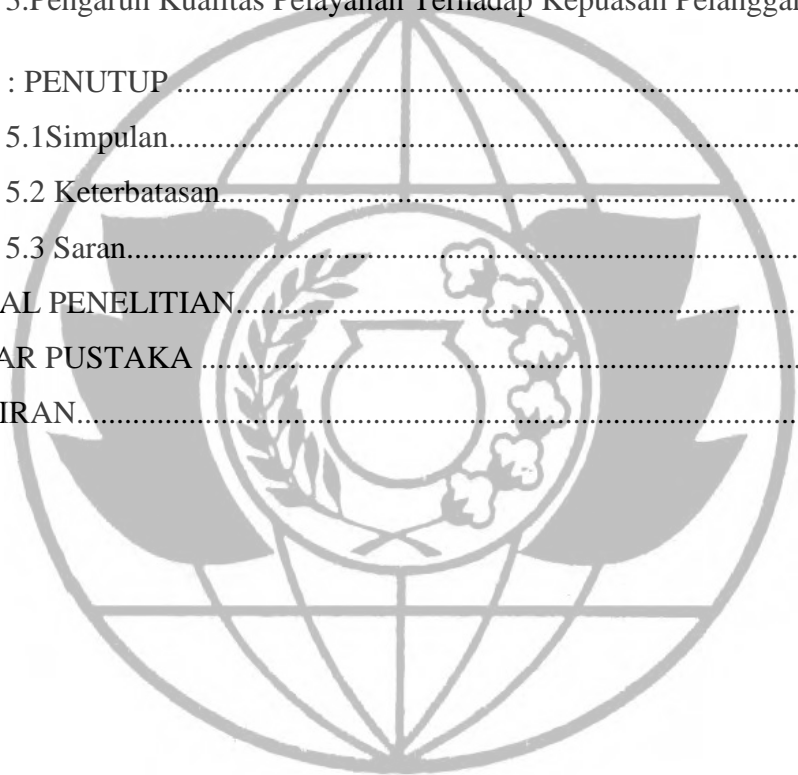 3.Pengaruh Kualitas Pelayanan Terhadap Kepuasan Pelanggan
: PENUTUP ................................................................................
5.1Simpulan................................................................................
5.2 Keterbatasan.........................................................................
5.3 Saran.....................................................................................
AL PENELITIAN.......................................................................
AR PUSTAKA ...........................................................................
IRAN..........................................................................................